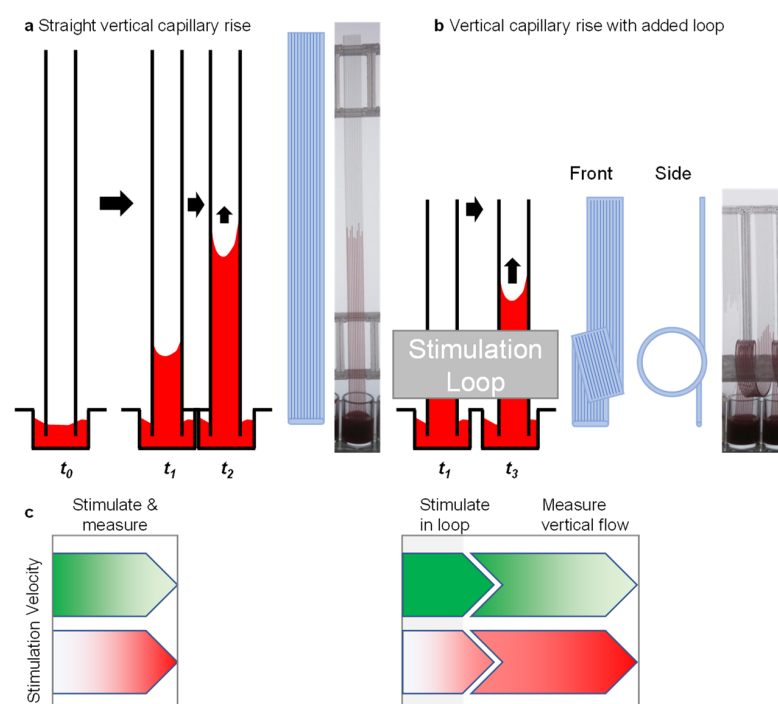 a Straight vertical capillary rise
b Vertical capillary rise with added loop
Front
Side
Stimulation
Loop
t0
t1
t2
t1
t3
c
Stimulate &
measure
Stimulate
in loop
Measure
vertical flow
Stimulation
Velocity